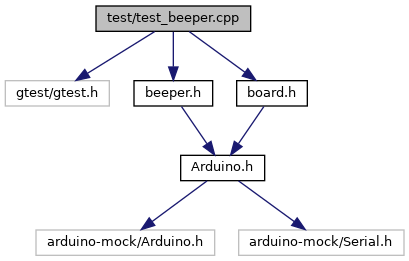 test/test_beeper.cpp
gtest/gtest.h
beeper.h
board.h
Arduino.h
arduino-mock/Arduino.h
arduino-mock/Serial.h